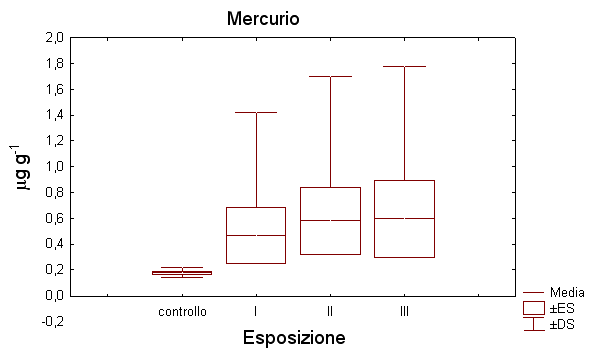 Mercurio
2,0
1,8
1,6
1,4
1,2
1,0
0,8
0,6
0,4
0,2
0,0
-0,2
µg g-1
controllo I II III
Esposizione
Media
±ES
±DS